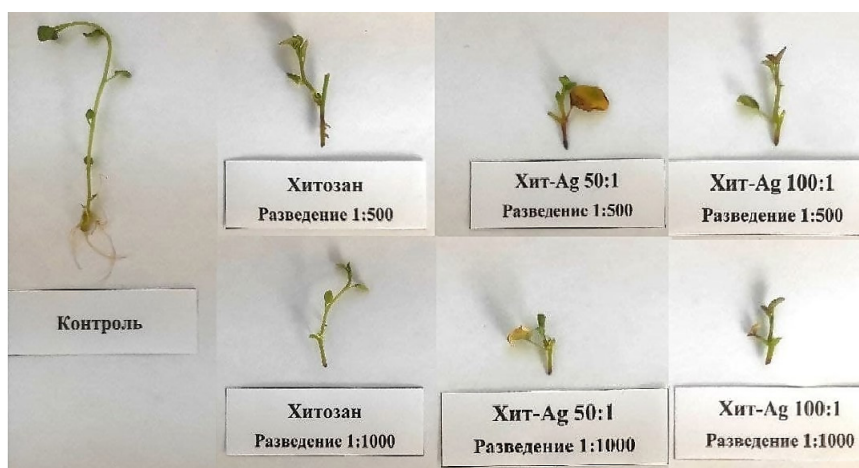 Контроль
Хитозан
Разведение 1:500
Хит-Ag 50:1
Разведение 1:500
Хит-Ag 100:1
Разведение 1:500
Хитозан
Разведение 1:1000
Хит-Ag 50:1
Разведение 1:1000
Хит-Ag 100:1
Разведение 1:1000